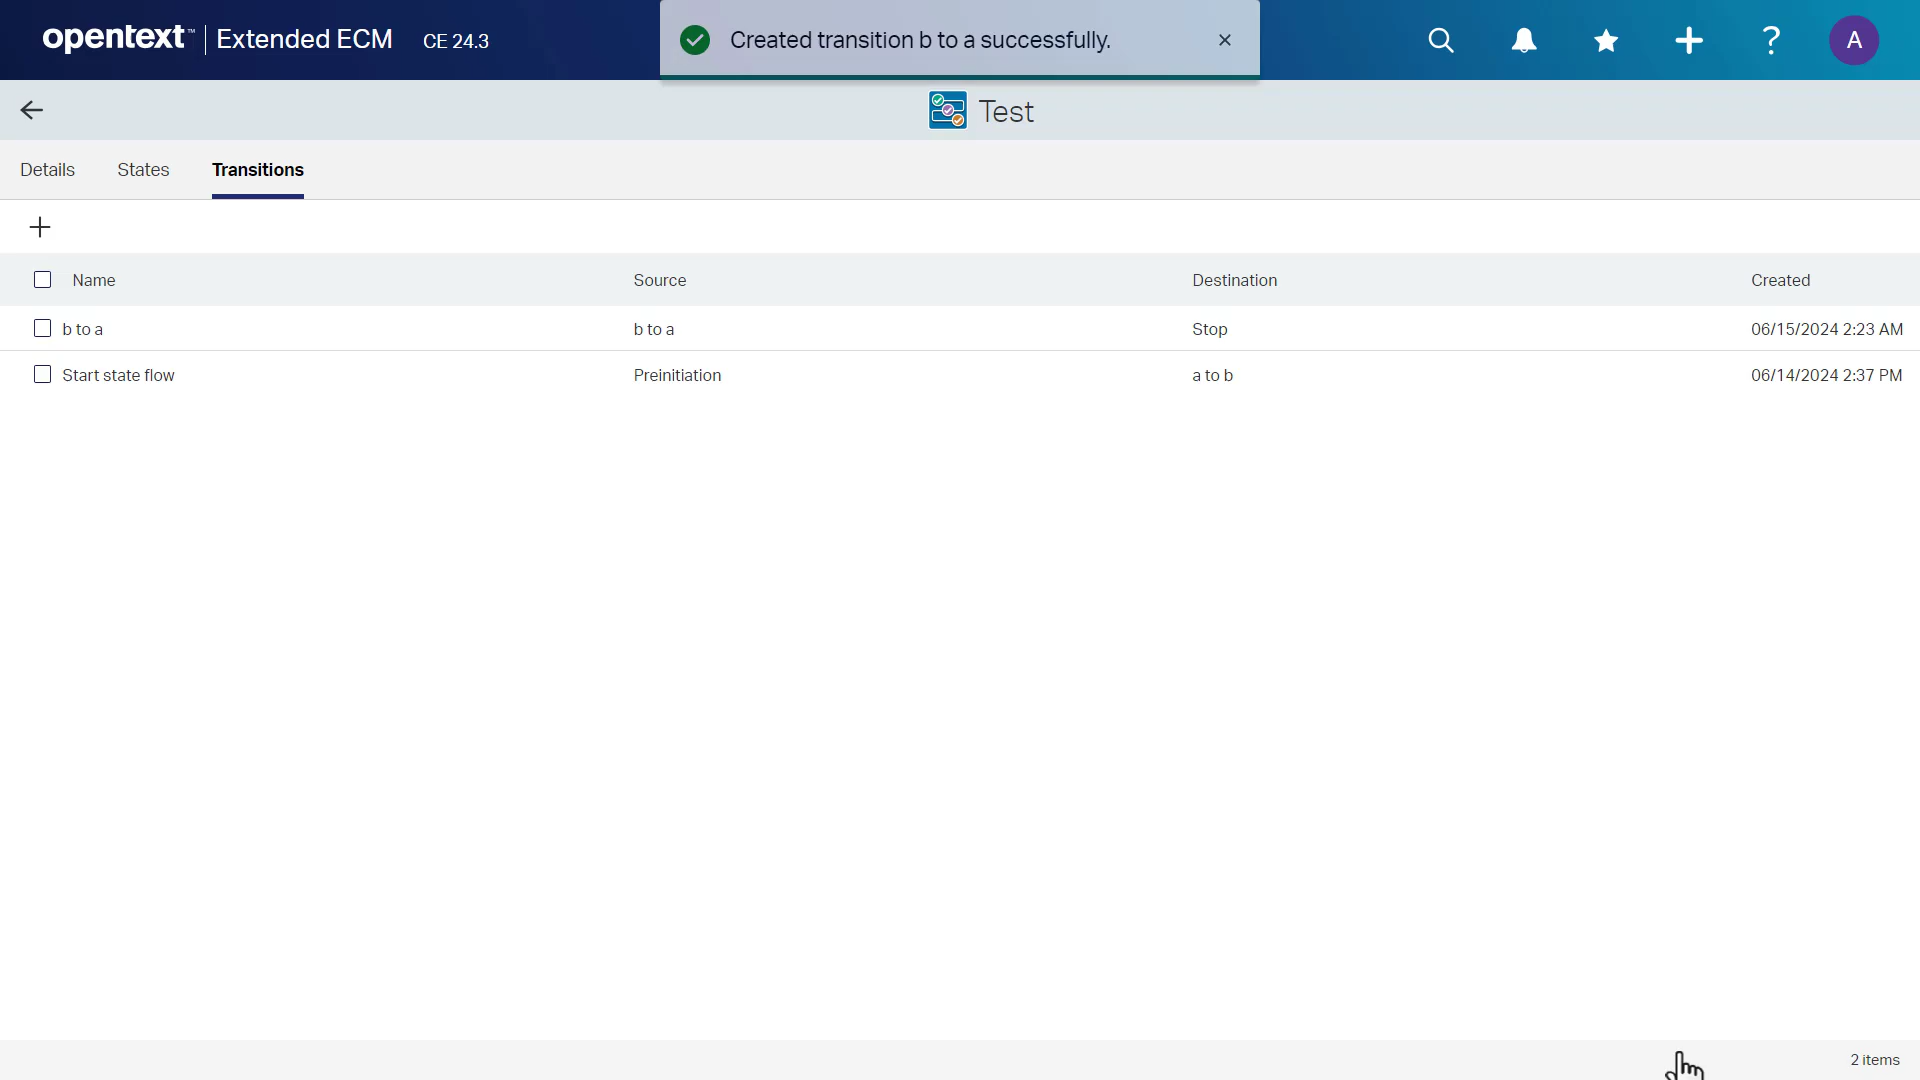 opentext™ | Extended ECM CE 24.3
Created transition b to a successfully.
A
Test
Details States Transitions
Name Source Destination Created
b to a b to a Stop 06/15/2024 2:23 AM
Start state flow Preinitiation a to b 06/14/2024 2:37 PM
2 items